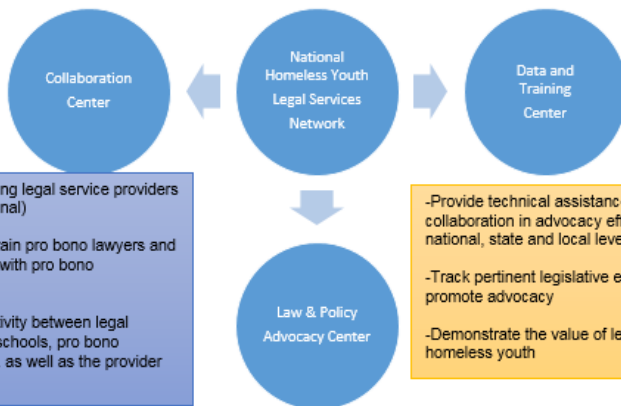 Collaboration
Center
National
Homeless Youth
Legal Services
Network
Data and
Training
Center
ng legal service providers
nal)
ain pro bono lawyers and
with pro bono
ivity between legal
schools, pro bono
as well as the provider
Law & Policy
Advocacy Center
-Provide technical assistance
collaboration in advocacy ef
national, state and local leve
-Track pertinent legislative e
promote advocacy
-Demonstrate the value of le
homeless youth